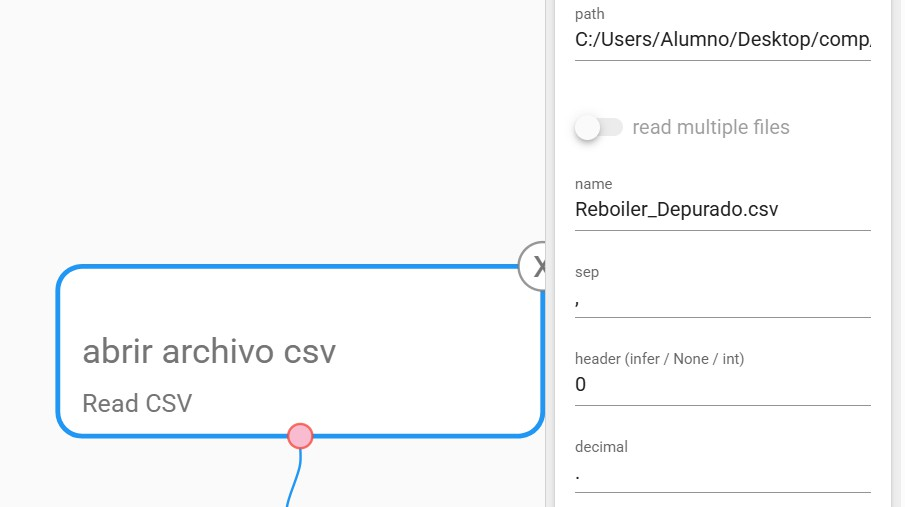 path
C:/Users/Alumno/Desktop/comp
read multiple files
name
Reboiler_Depurado.csv
sep
,
header (infer / None / int)
0
decimal
.
X
abrir archivo csv
Read CSV